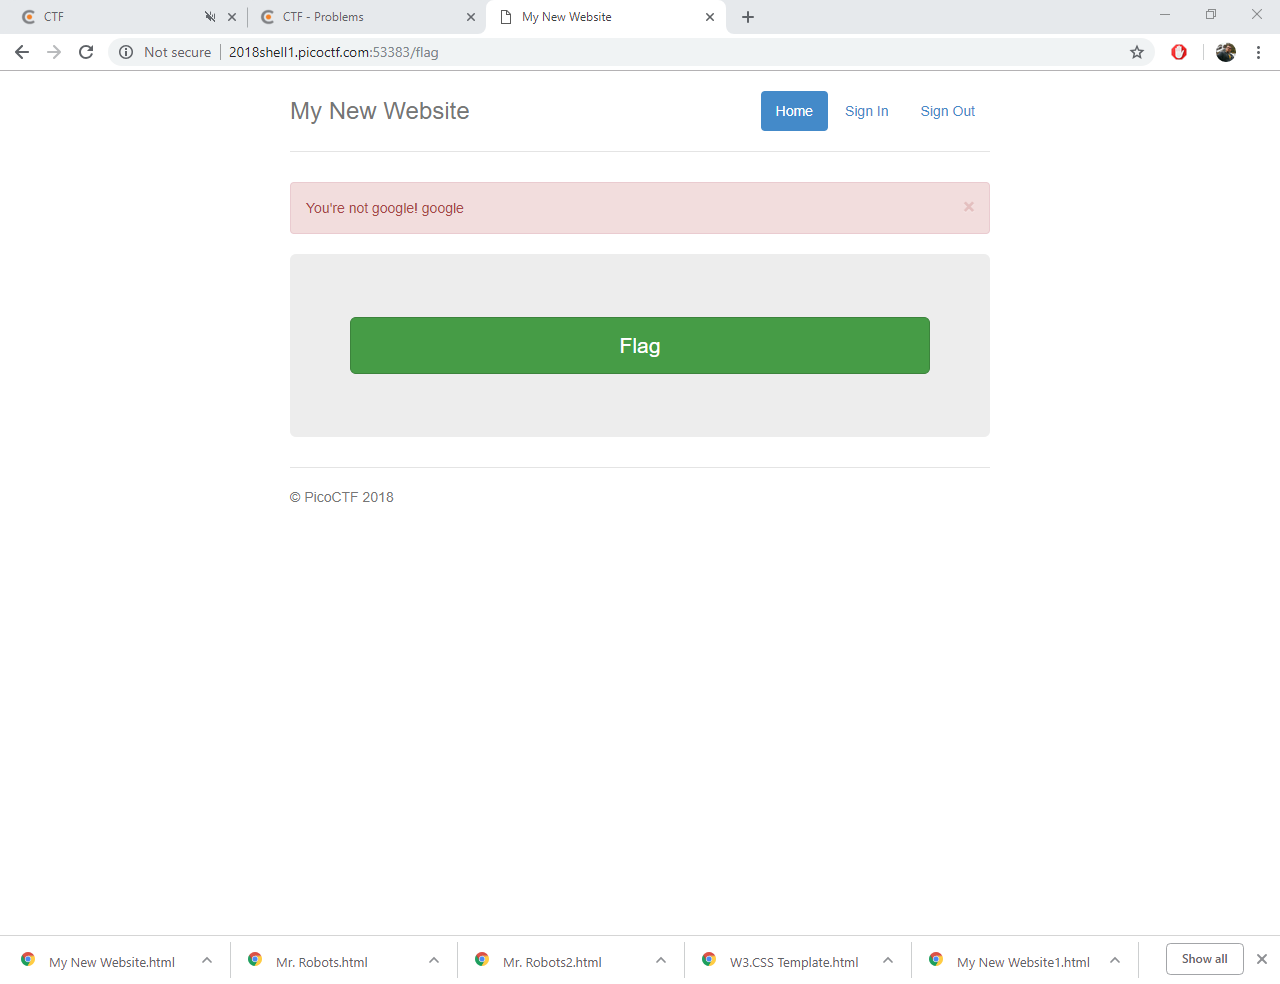 CTF
CTF - Problems
My New Website
Not secure
2018shell1.picoctf.com:53383/flag
My New Website
Home
Sign In
Sign Out
You're not google! google
×
Flag
© PicoCTF 2018
My New Website.html
Mr. Robots.html
Mr. Robots2.html
W3.CSS Template.html
My New Website1.html
Show all